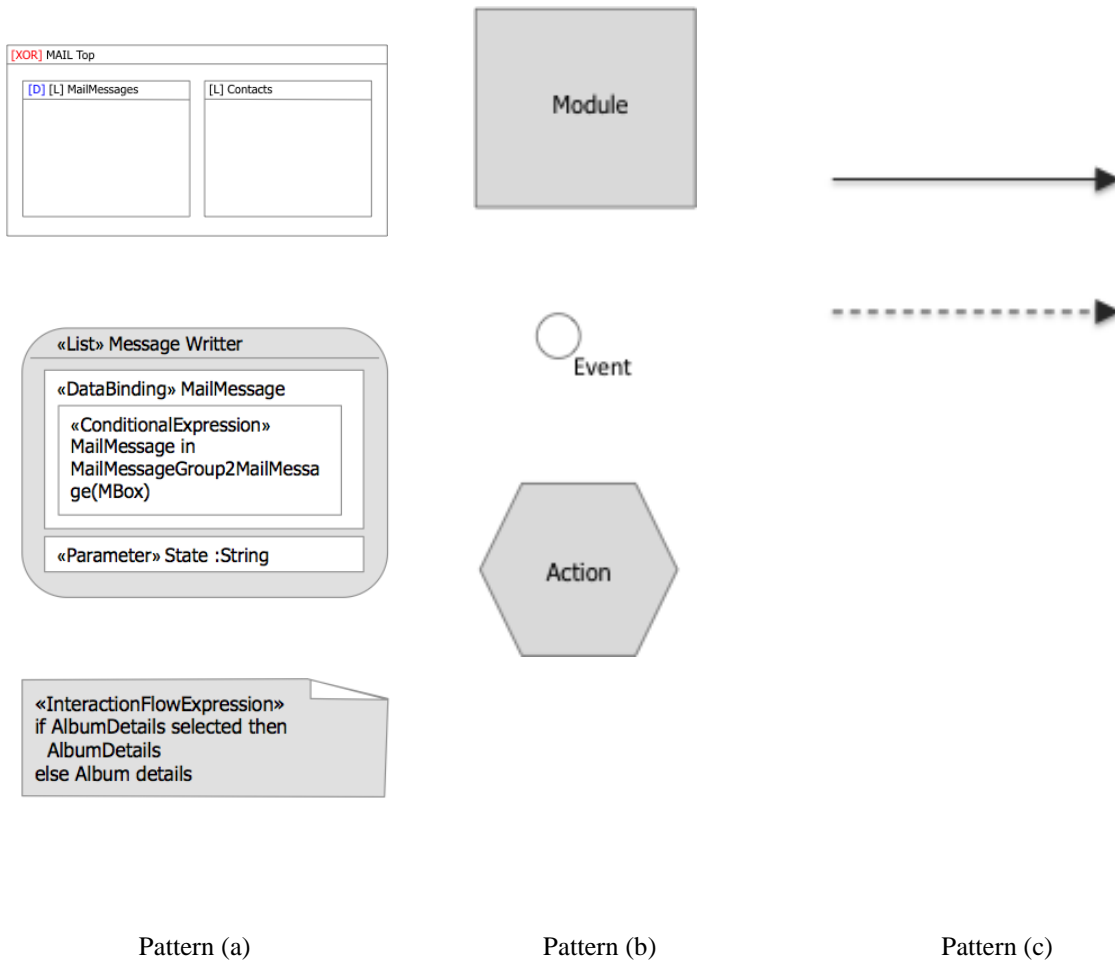 [XOR] MAIL Top
[D] [L] MailMessages
[L] Contacts
«List» Message Writter
«DataBinding» MailMessage
«ConditionalExpression»
MailMessage in
MailMessageGroup2MailMessa
ge(MBox)
«Parameter» State :String
«InteractionFlowExpression»
if AlbumDetails selected then
AlbumDetails
else Album details
Module
Event
Action
Pattern (a)
Pattern (b)
Pattern (c)